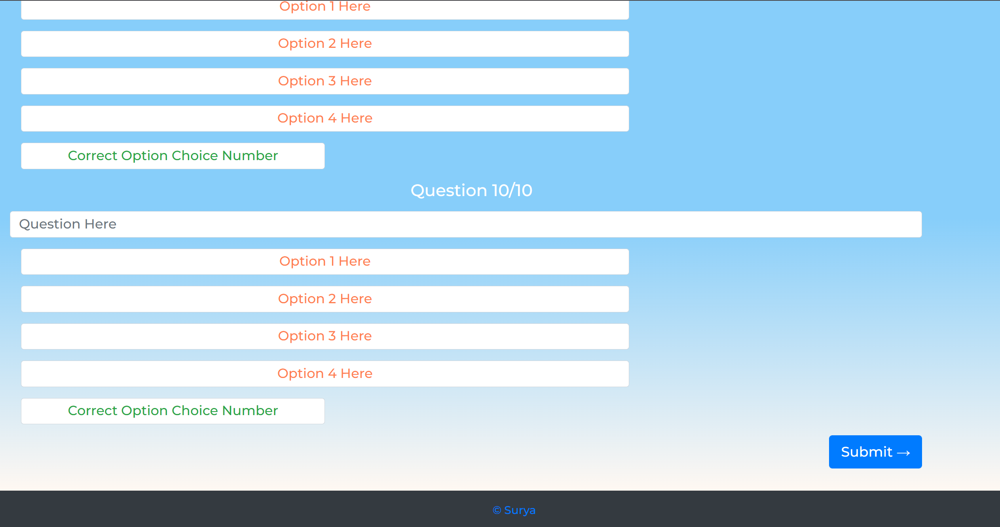 Option 1 Here
Option 2 Here
Option 3 Here
Option 4 Here
Correct Option Choice Number
Question 10/10
Question Here
Option 1 Here
Option 2 Here
Option 3 Here
Option 4 Here
Correct Option Choice Number
Submit →
© Surya